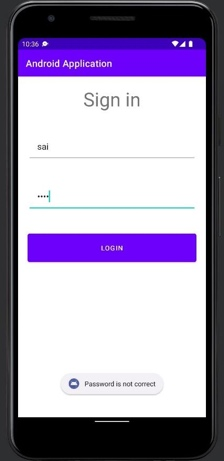 10:36
Android Application
Sign in
sai
••••
LOGIN
Password is not correct